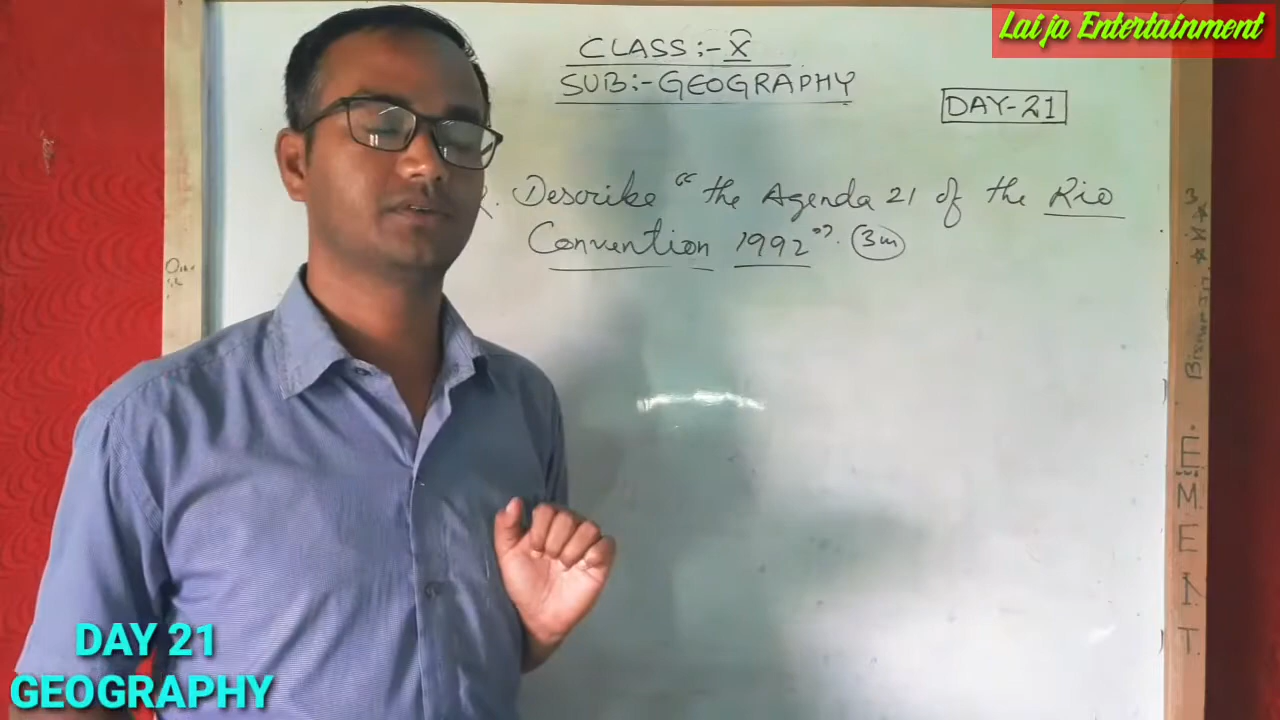 Lai ja Entertainment
CLASS:- X
SUB:- GEOGRAPHY
DAY-21
Q. Describe "the Agenda 21 of the Rio
Convention 1992"? (3m)
E
M
E
N
T
DAY 21
GEOGRAPHY